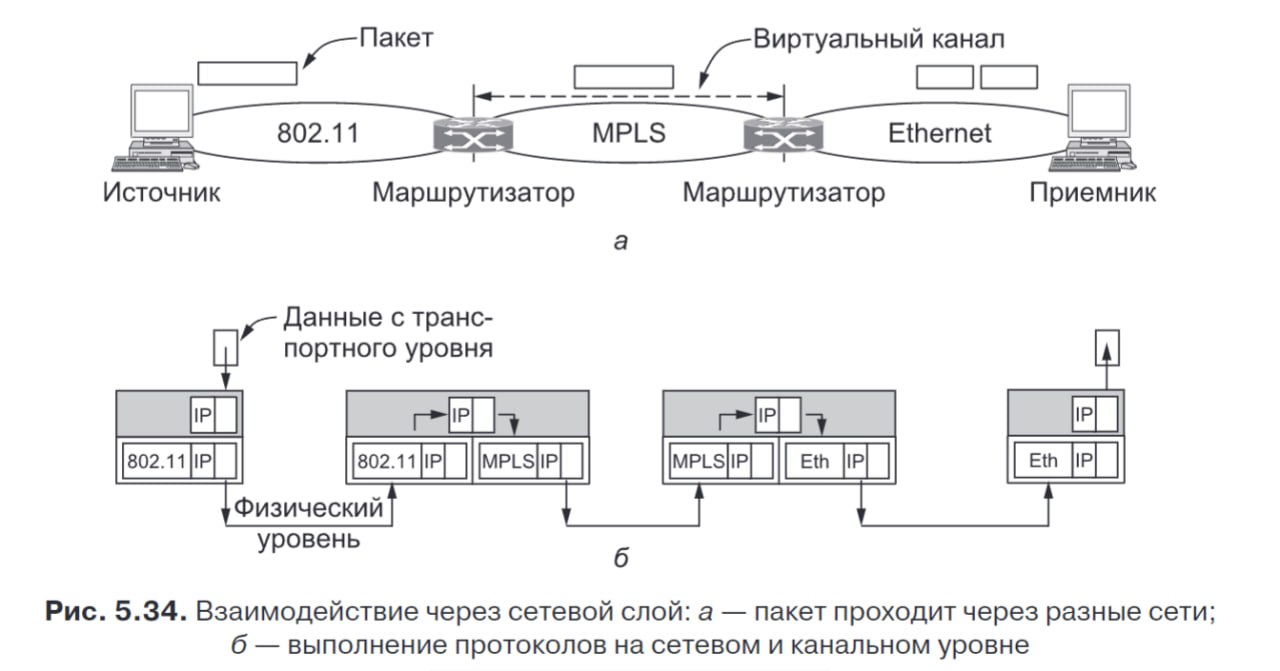 Пакет
Виртуальный канал
802.11
MPLS
Ethernet
Источник
Маршрутизатор
Маршрутизатор
Приемник
а
Данные с транс-
портного уровня
IP
802.11 IP
IP
802.11 IP
MPLS IP
IP
MPLS IP
Eth IP
IP
Eth IP
Физический
уровень
б
Рис. 5.34. Взаимодействие через сетевой слой: а — пакет проходит через разные сети;
б — выполнение протоколов на сетевом и канальном уровне